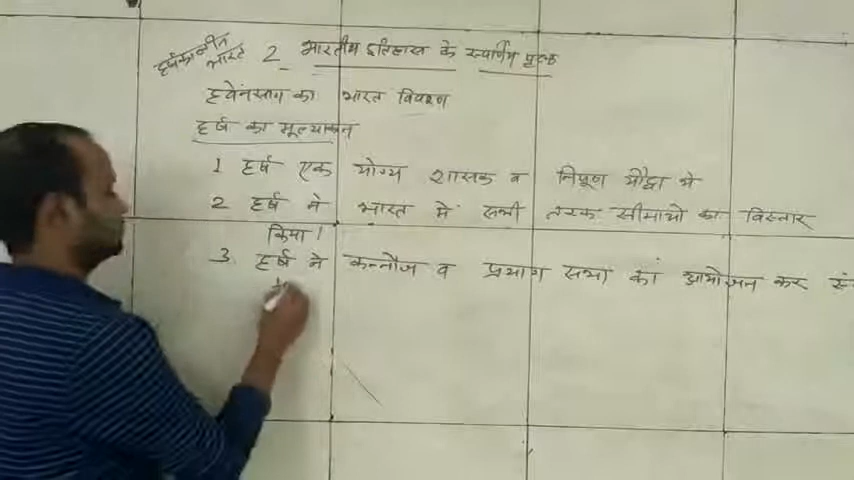 हर्षकालीन
भारत
2 भारतीय इतिहास के स्वर्णिम पृष्ठ
ह्वेनसांग का भारत विवरण
हर्ष का मूल्यांकन
1 हर्ष एक योग्य शासक व निपूण यौद्धा थे
2 हर्ष ने भारत में सभी तरफ सीमाओ का विस्तार
किया।
3. हर्ष ने कन्नौज व प्रयाग सभा का आयोजन कर